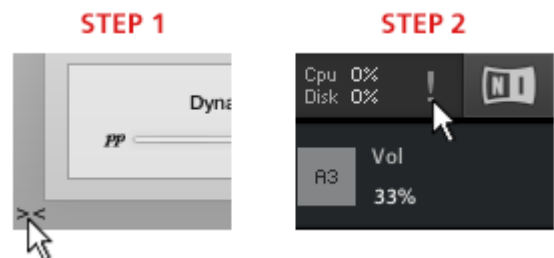 STEP 1
STEP 2
Dyna
pp
><
Cpu 0%
Disk 0%
!
NI
Vol
A3
33%